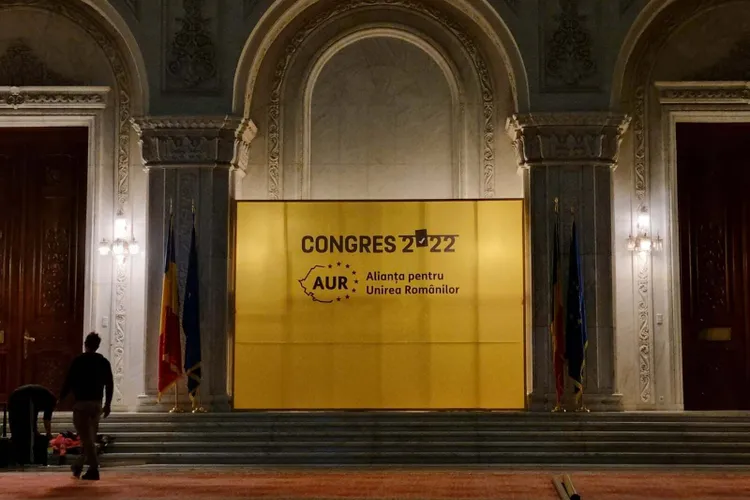 CONGRES 2022
AUR
Alianța pentru
Unirea Românilor